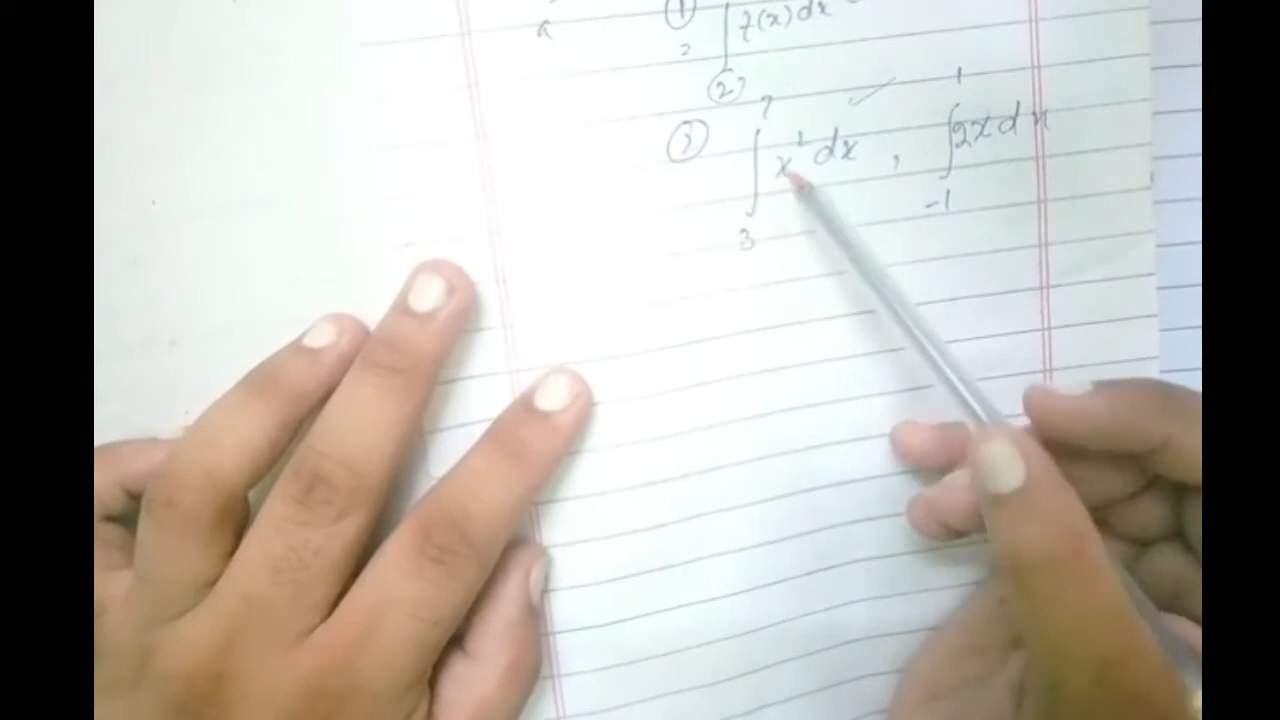 ① ∫ f(x) dx
②
③ ∫₃⁷ x² dx , ∫₋₁¹ 2x dx